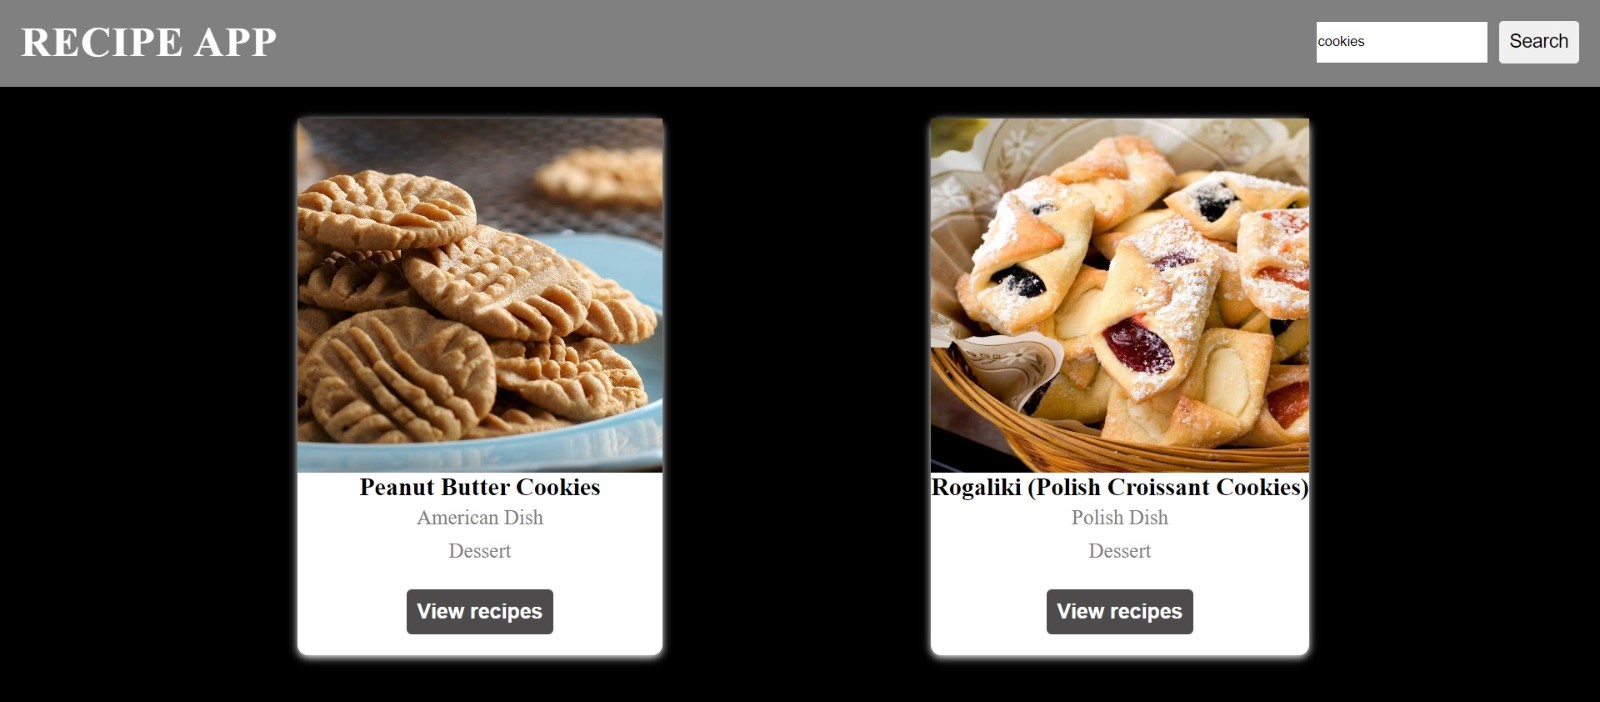 RECIPE APP
cookies
Search
Peanut Butter Cookies
American Dish
Dessert
View recipes
Rogaliki (Polish Croissant Cookies)
Polish Dish
Dessert
View recipes